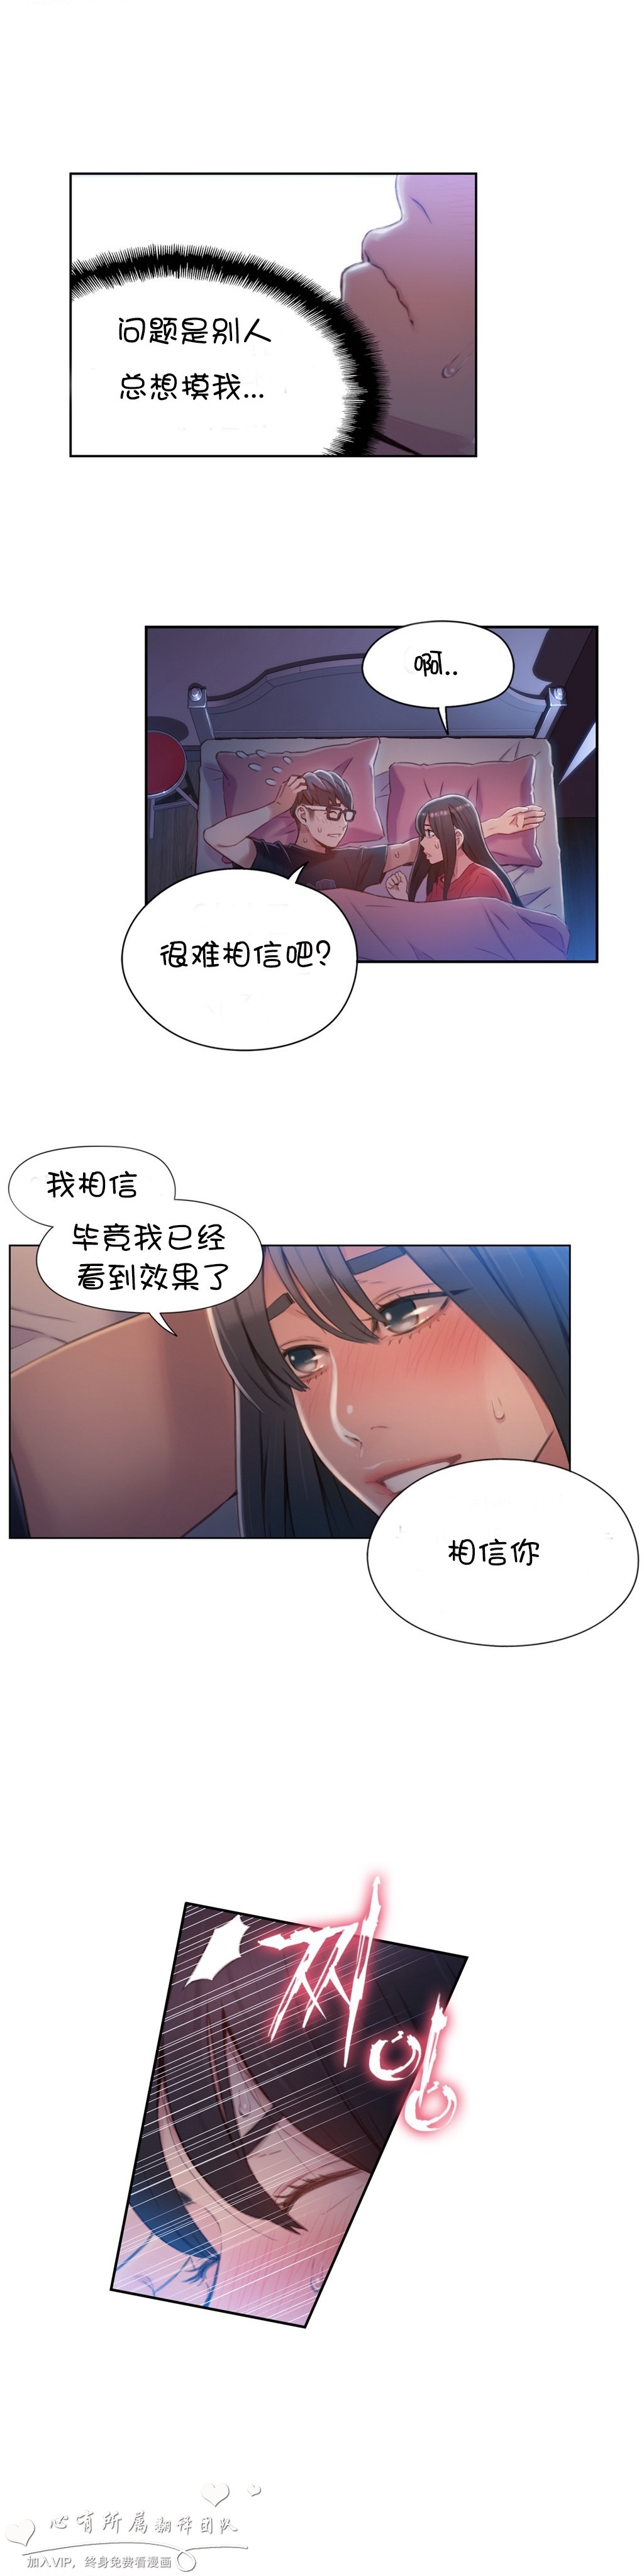 问题是别人
总想摸我...
啊..
很难相信吧?
我相信
毕竟我已经
看到效果了
相信你
찌잉
心有所属翻译团队
加入VIP，终身免费看漫画